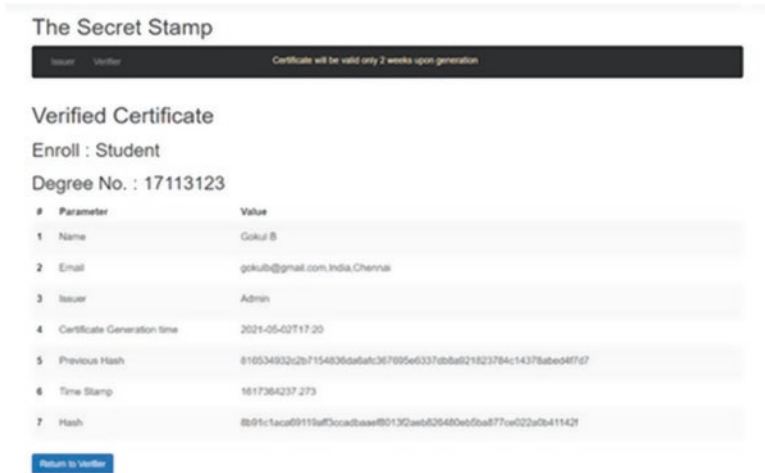 The Secret Stamp
Issuer Verifier Certificate will be valid only 2 weeks upon generation
Verified Certificate
Enroll : Student
Degree No. : 17113123
# Parameter Value
1 Name Gokul B
2 Email gokulb@gmail.com,India,Chennai
3 Issuer Admin
4 Certificate Generation time 2021-05-02T17:20
5 Previous Hash
6 Time Stamp 1617364237.273
7 Hash
Return to Verifier